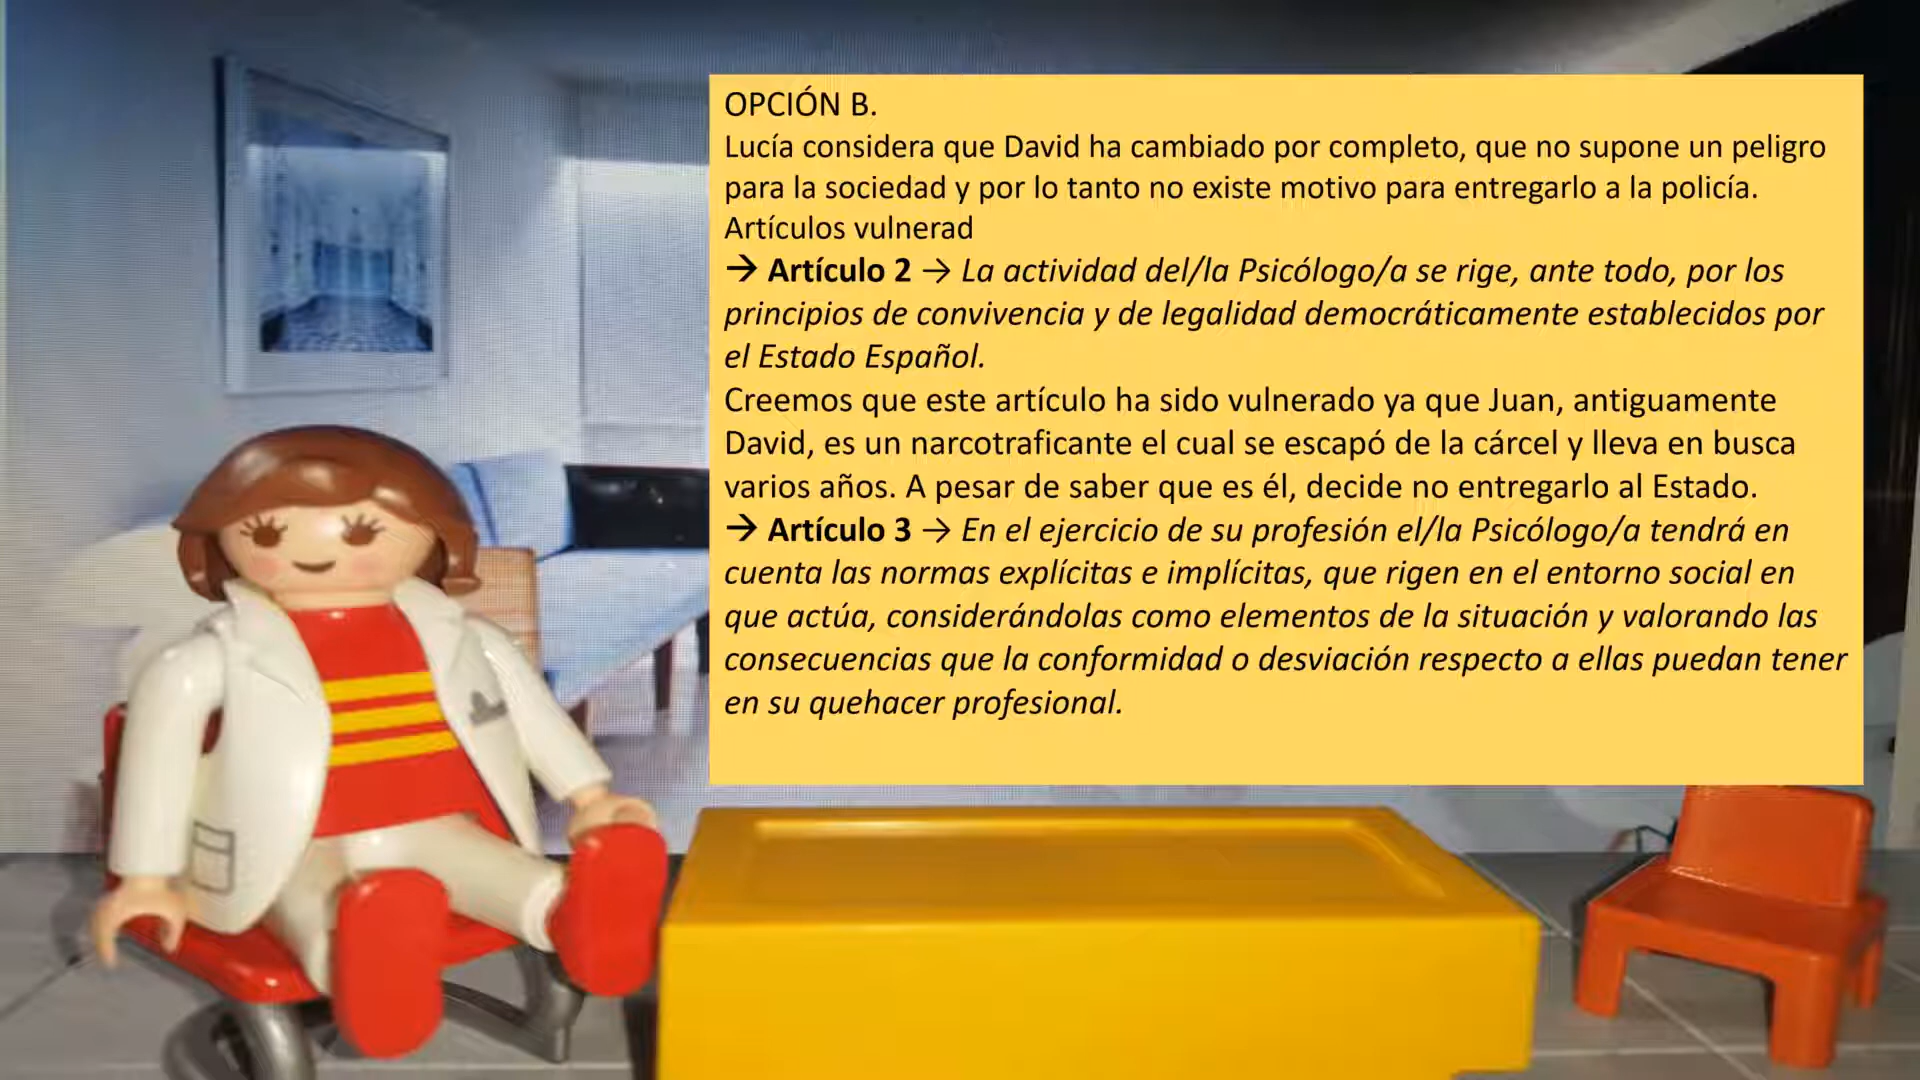 OPCIÓN B.
Lucía considera que David ha cambiado por completo, que no supone un peligro
para la sociedad y por lo tanto no existe motivo para entregarlo a la policía.
Artículos vulnerad
→ Artículo 2 → La actividad del/la Psicólogo/a se rige, ante todo, por los
principios de convivencia y de legalidad democráticamente establecidos por
el Estado Español.
Creemos que este artículo ha sido vulnerado ya que Juan, antiguamente
David, es un narcotraficante el cual se escapó de la cárcel y lleva en busca
varios años. A pesar de saber que es él, decide no entregarlo al Estado.
→ Artículo 3 → En el ejercicio de su profesión el/la Psicólogo/a tendrá en
cuenta las normas explícitas e implícitas, que rigen en el entorno social en
que actúa, considerándolas como elementos de la situación y valorando las
consecuencias que la conformidad o desviación respecto a ellas puedan tener
en su quehacer profesional.